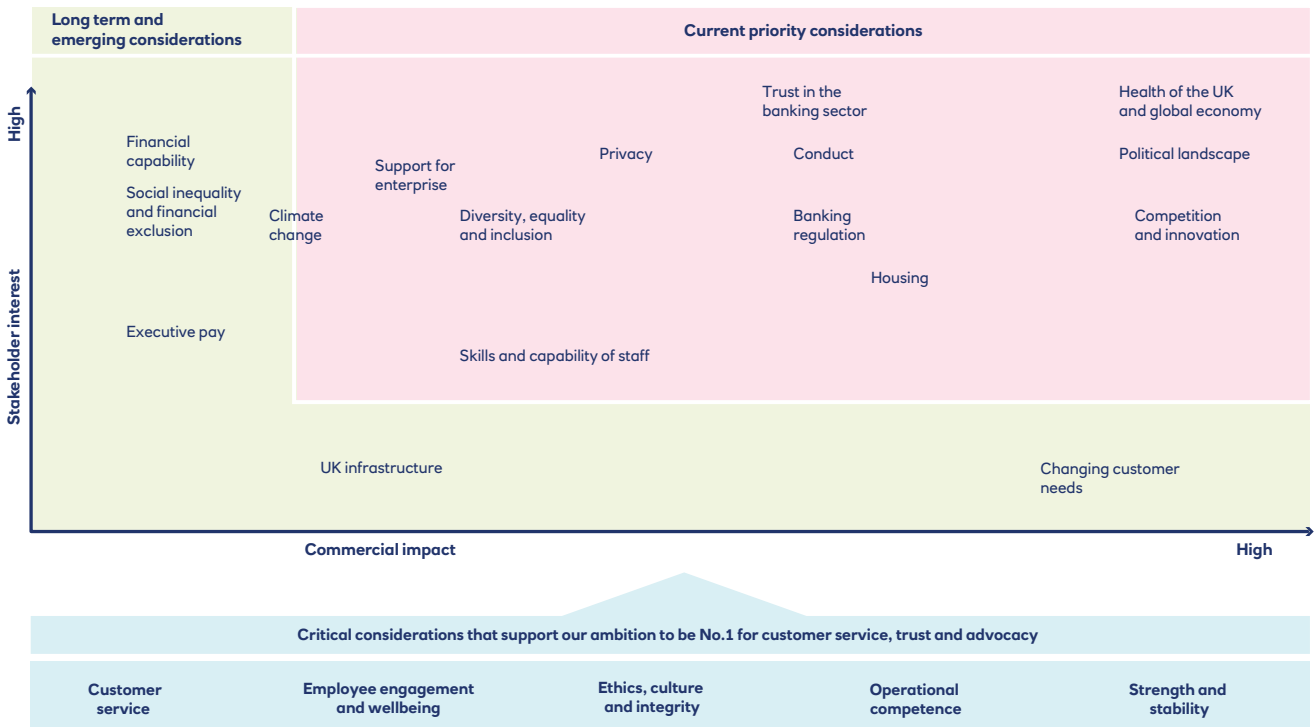 Long term and
emerging considerations
Current priority considerations
High
Stakeholder interest
Trust in the
banking sector
Health of the UK
and global economy
Financial
capability
Support for
enterprise
Privacy
Conduct
Political landscape
Social inequality
and financial
exclusion
Climate
change
Diversity, equality
and inclusion
Banking
regulation
Competition
and innovation
Housing
Executive pay
Skills and capability of staff
UK infrastructure
Changing customer
needs
Commercial impact
High
Critical considerations that support our ambition to be No.1 for customer service, trust and advocacy
Customer
service
Employee engagement
and wellbeing
Ethics, culture
and integrity
Operational
competence
Strength and
stability